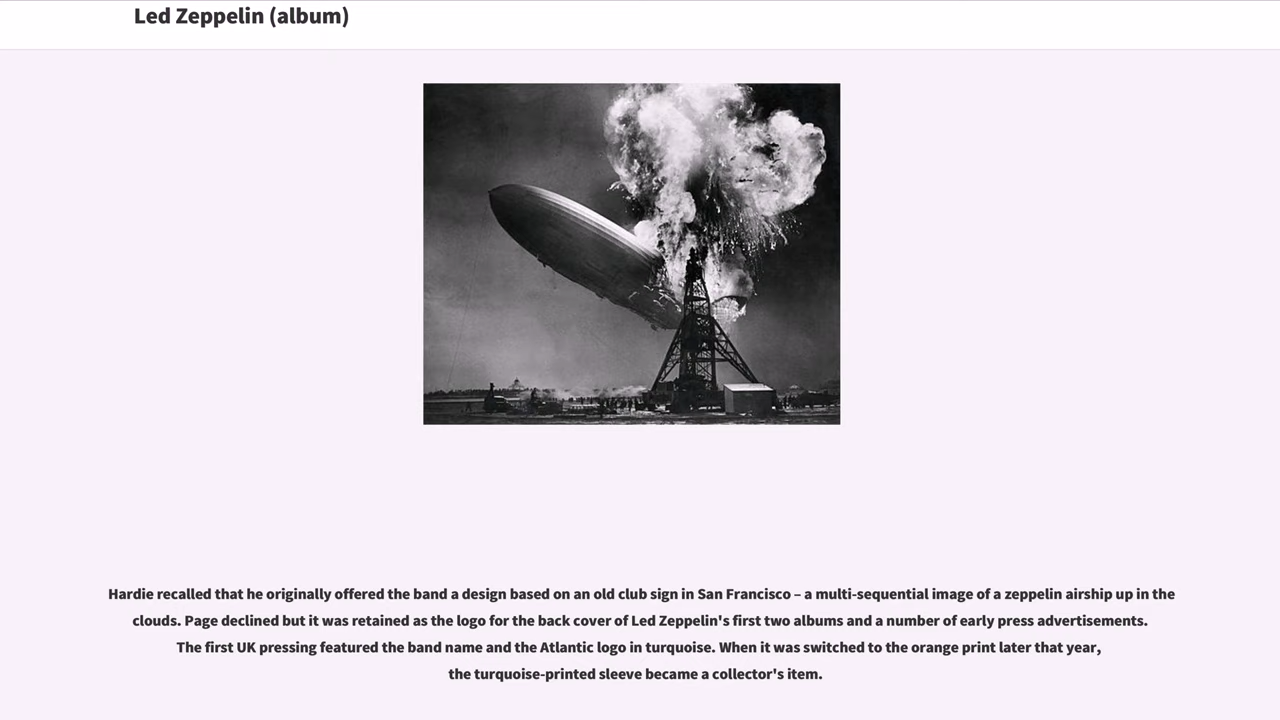 Led Zeppelin (album)
Hardie recalled that he originally offered the band a design based on an old club sign in San Francisco – a multi-sequential image of a zeppelin airship up in the
clouds. Page declined but it was retained as the logo for the back cover of Led Zeppelin's first two albums and a number of early press advertisements.
The first UK pressing featured the band name and the Atlantic logo in turquoise. When it was switched to the orange print later that year,
the turquoise-printed sleeve became a collector's item.